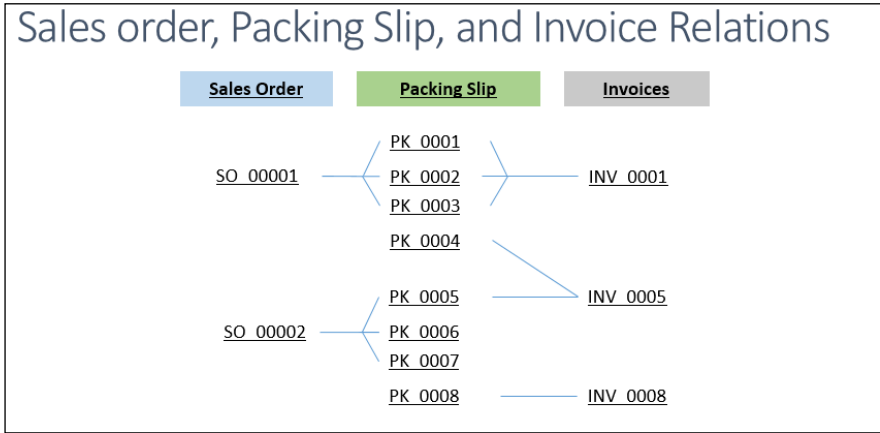 Sales order, Packing Slip, and Invoice Relations
Sales Order Packing Slip Invoices
PK_0001
SO_00001 PK_0002 INV_0001
PK_0003
PK_0004
PK_0005 INV_0005
SO_00002 PK_0006
PK_0007
PK_0008 INV_0008